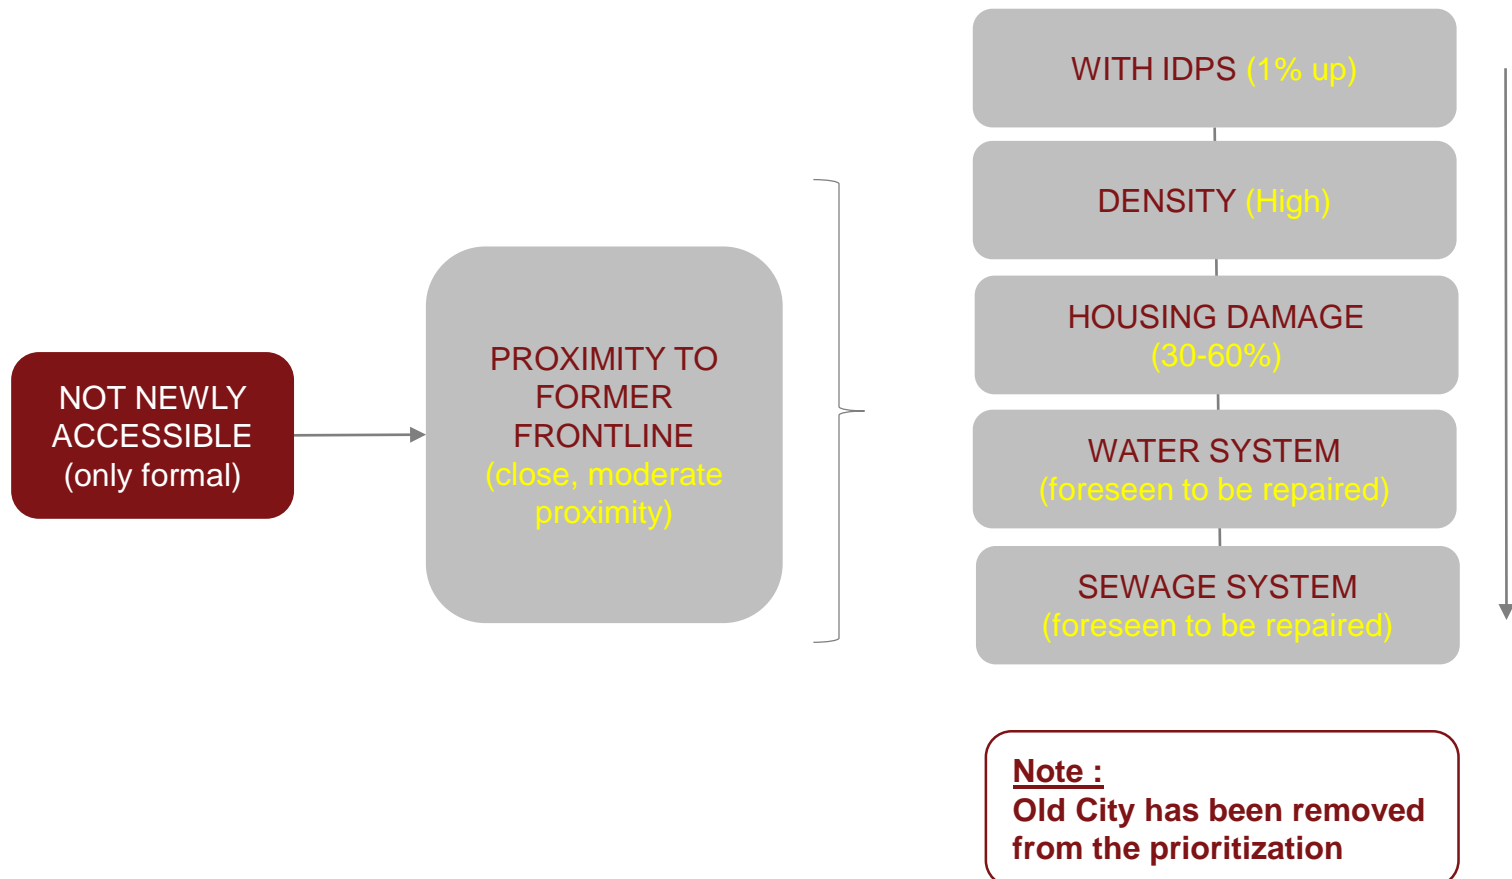 NOT NEWLY
ACCESSIBLE
(only formal)
PROXIMITY TO
FORMER
FRONTLINE
(close, moderate
proximity)
WITH IDPS (1% up)
DENSITY (High)
HOUSING DAMAGE
(30-60%)
WATER SYSTEM
(foreseen to be repaired)
SEWAGE SYSTEM
(foreseen to be repaired)
Note :
Old City has been removed
from the prioritization